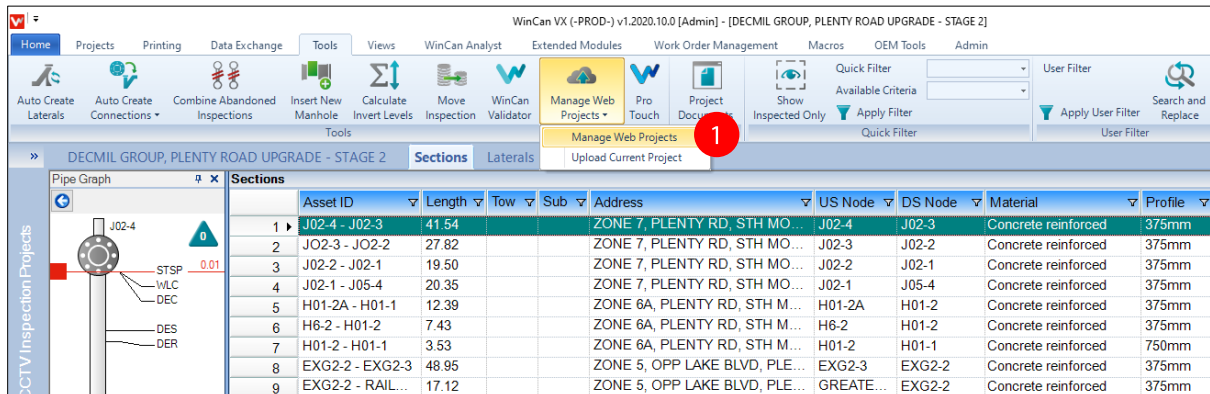 WinCan VX (-PROD-) v1.2020.10.0 [Admin] - [DECMIL GROUP, PLENTY ROAD UPGRADE - STAGE 2]
Home Projects Printing Data Exchange Tools Views WinCan Analyst Extended Modules Work Order Management Macros OEM Tools Admin
Auto Create Laterals
Auto Create Connections
Combine Abandoned Inspections
Insert New Manhole
Calculate Invert Levels
Move Inspection
WinCan Validator
Manage Web Projects
Pro Touch
Project
Show Inspected Only
Quick Filter
Available Criteria
Apply Filter
User Filter
Apply User Filter
Search and Replace
Tools Quick Filter User Filter
Manage Web Projects
1
Upload Current Project
» DECMIL GROUP, PLENTY ROAD UPGRADE - STAGE 2 Sections Laterals
Pipe Graph
J02-4
0
STSP 0.01
WLC
DEC
DES
DER
CCTV Inspection Projects
Sections
Asset ID Length Tow Sub Address US Node DS Node Material Profile
1 J02-4 - J02-3 41.54 ZONE 7, PLENTY RD, STH MO... J02-4 J02-3 Concrete reinforced 375mm
2 JO2-3 - JO2-2 27.82 ZONE 7, PLENTY RD, STH MO... J02-3 J02-2 Concrete reinforced 375mm
3 J02-2 - J02-1 19.50 ZONE 7, PLENTY RD, STH MO... J02-2 J02-1 Concrete reinforced 375mm
4 J02-1 - J05-4 20.35 ZONE 7, PLENTY RD, STH MO... J02-1 J05-4 Concrete reinforced 375mm
5 H01-2A - H01-1 12.39 ZONE 6A, PLENTY RD, STH M... H01-2A H01-2 Concrete reinforced 375mm
6 H6-2 - H01-2 7.43 ZONE 6A, PLENTY RD, STH M... H6-2 H01-2 Concrete reinforced 375mm
7 H01-2 - H01-1 3.53 ZONE 6A, PLENTY RD, STH M... H01-2 H01-1 Concrete reinforced 750mm
8 EXG2-2 - EXG2-3 48.95 ZONE 5, OPP LAKE BLVD, PLE... EXG2-3 EXG2-2 Concrete reinforced 375mm
9 EXG2-2 - RAIL... 17.12 ZONE 5, OPP LAKE BLVD, PLE... GREATE... EXG2-2 Concrete reinforced 375mm